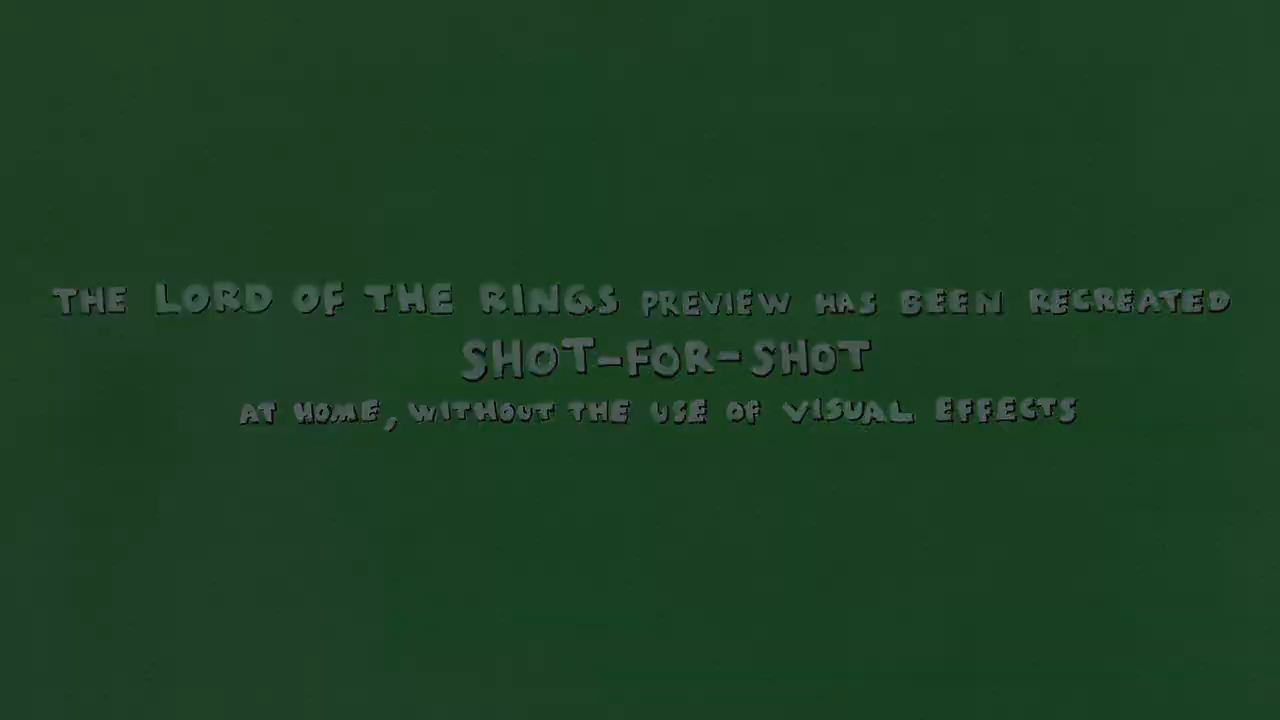 THE LORD OF THE RINGS PREVIEW HAS BEEN RECREATED
SHOT-FOR-SHOT
AT HOME, WITHOUT THE USE OF VISUAL EFFECTS